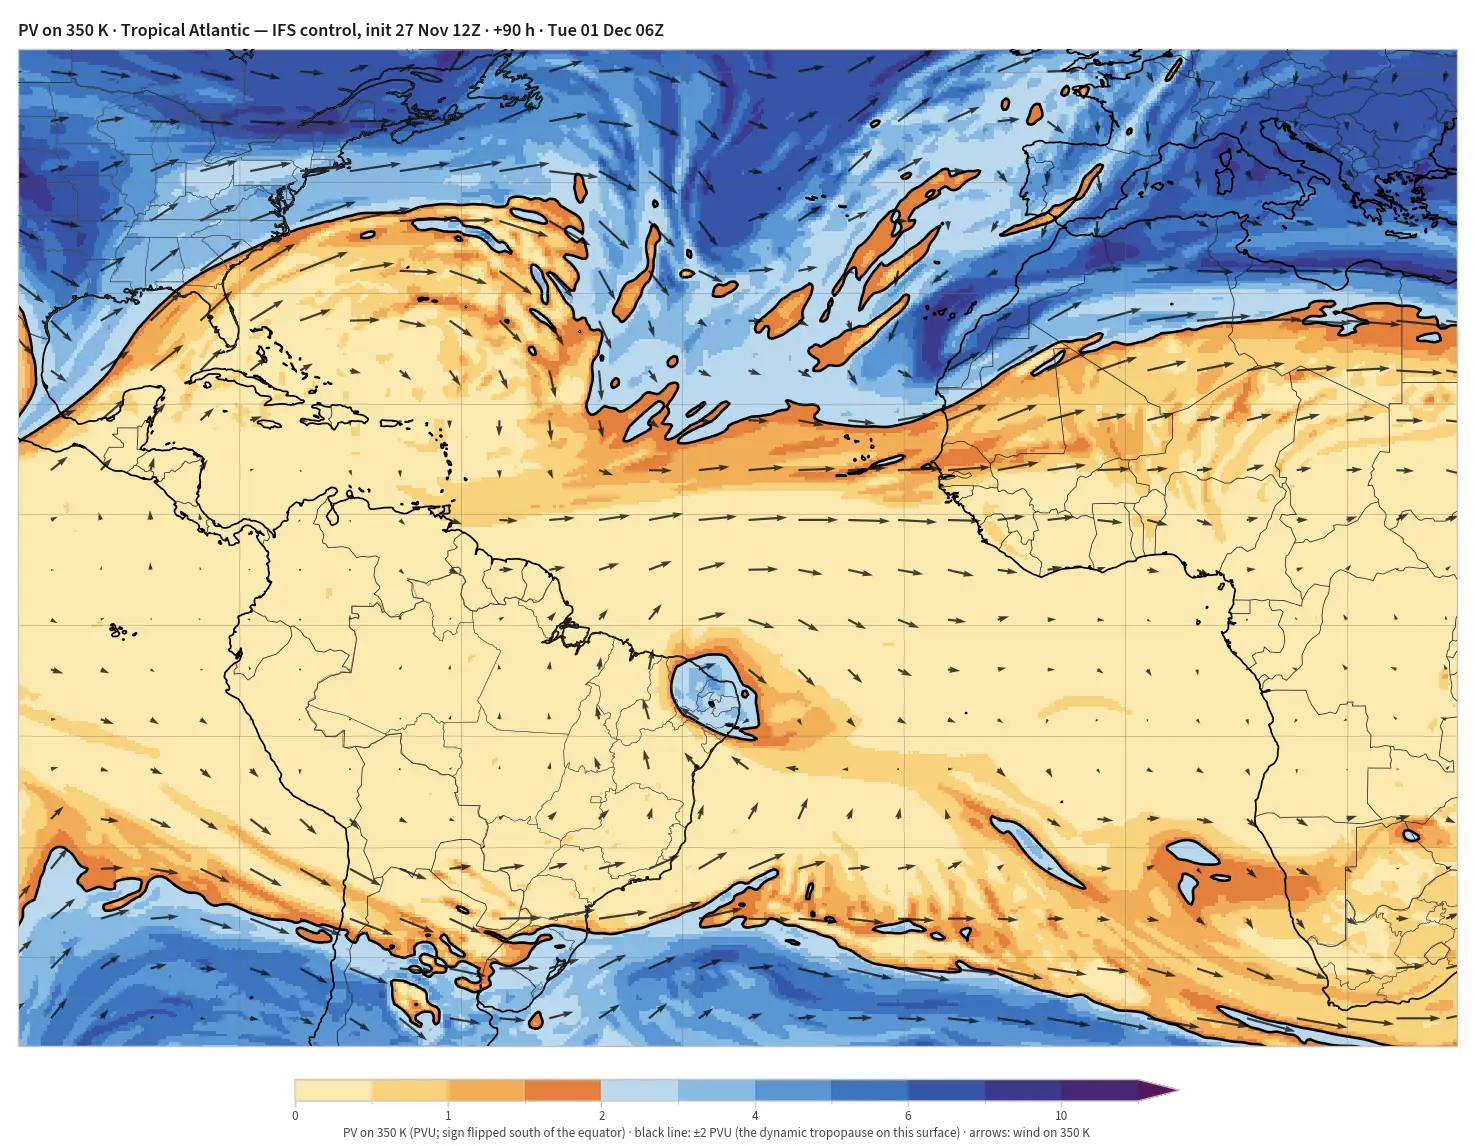 PV on 350 K · Tropical Atlantic — IFS control, init 27 Nov 12Z · +90 h · Tue 01 Dec 06Z
0 1 2 4 6 10
PV on 350 K (PVU; sign flipped south of the equator) · black line: ±2 PVU (the dynamic tropopause on this surface) · arrows: wind on 350 K